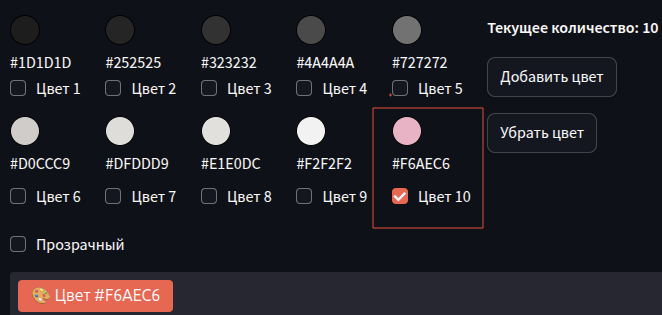 #1D1D1D #252525 #323232 #4A4A4A #727272
Цвет 1 Цвет 2 Цвет 3 Цвет 4 Цвет 5
#D0CCC9 #DFDDD9 #E1E0DC #F2F2F2 #F6AEC6
Цвет 6 Цвет 7 Цвет 8 Цвет 9 Цвет 10
Прозрачный
Цвет #F6AEC6
Текущее количество: 10
Добавить цвет
Убрать цвет